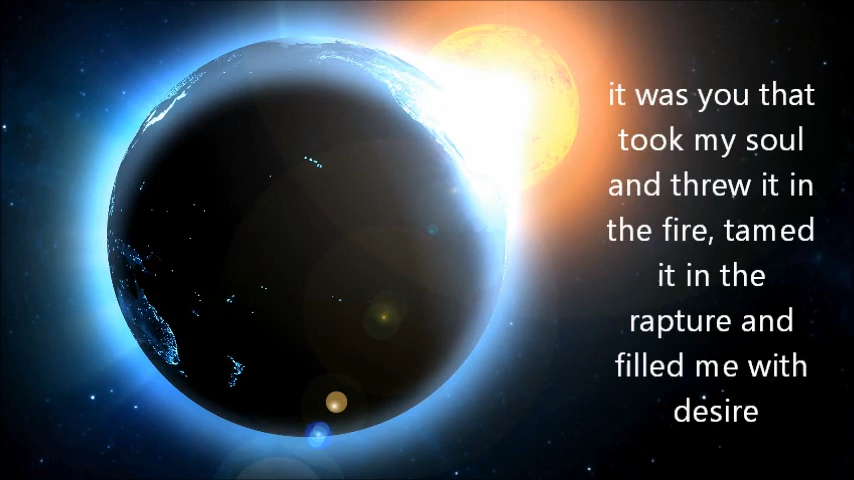 it was you that
took my soul
and threw it in
the fire, tamed
it in the
rapture and
filled me with
desire